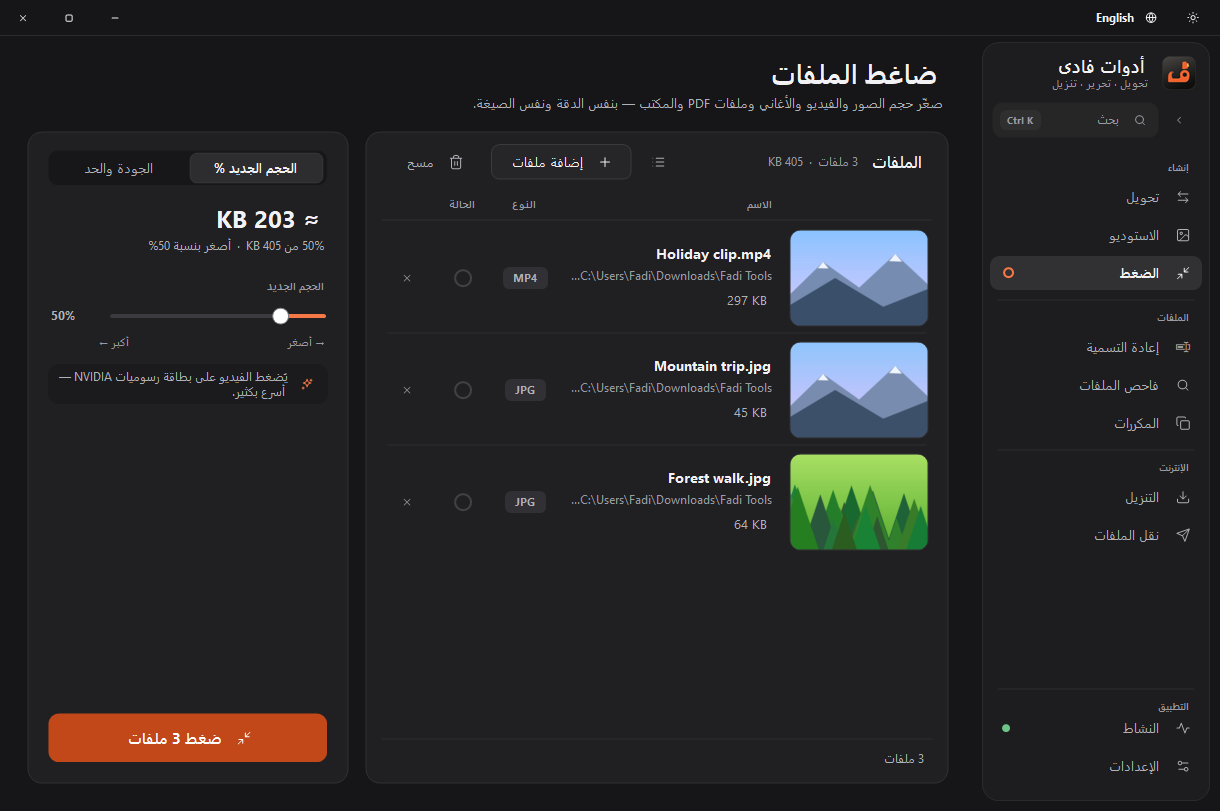 English
أدوات فادي
تحويل · تحرير · تنزيل
بحث
Ctrl K
إنشاء
تحويل
الاستوديو
الضغط
الملفات
إعادة التسمية
فاحص الملفات
المكررات
الإنترنت
التنزيل
نقل الملفات
التطبيق
النشاط
الإعدادات
ضاغط الملفات
صغّر حجم الصور والفيديو والأغاني وملفات PDF والمكتب — بنفس الدقة ونفس الصيغة.
الملفات
3 ملفات · 405 KB
إضافة ملفات
مسح
الاسم
النوع
الحالة
Holiday clip.mp4
C:\Users\Fadi\Downloads\Fadi Tools...
297 KB
MP4
Mountain trip.jpg
C:\Users\Fadi\Downloads\Fadi Tools...
45 KB
JPG
Forest walk.jpg
C:\Users\Fadi\Downloads\Fadi Tools...
64 KB
JPG
3 ملفات
الحجم الجديد %
الجودة والحد
≈ 203 KB
50% من 405 KB · أصغر بنسبة 50%
الحجم الجديد
50%
→ أصغر
أكبر ←
يُضغط الفيديو على بطاقة رسوميات NVIDIA —
أسرع بكثير.
ضغط 3 ملفات